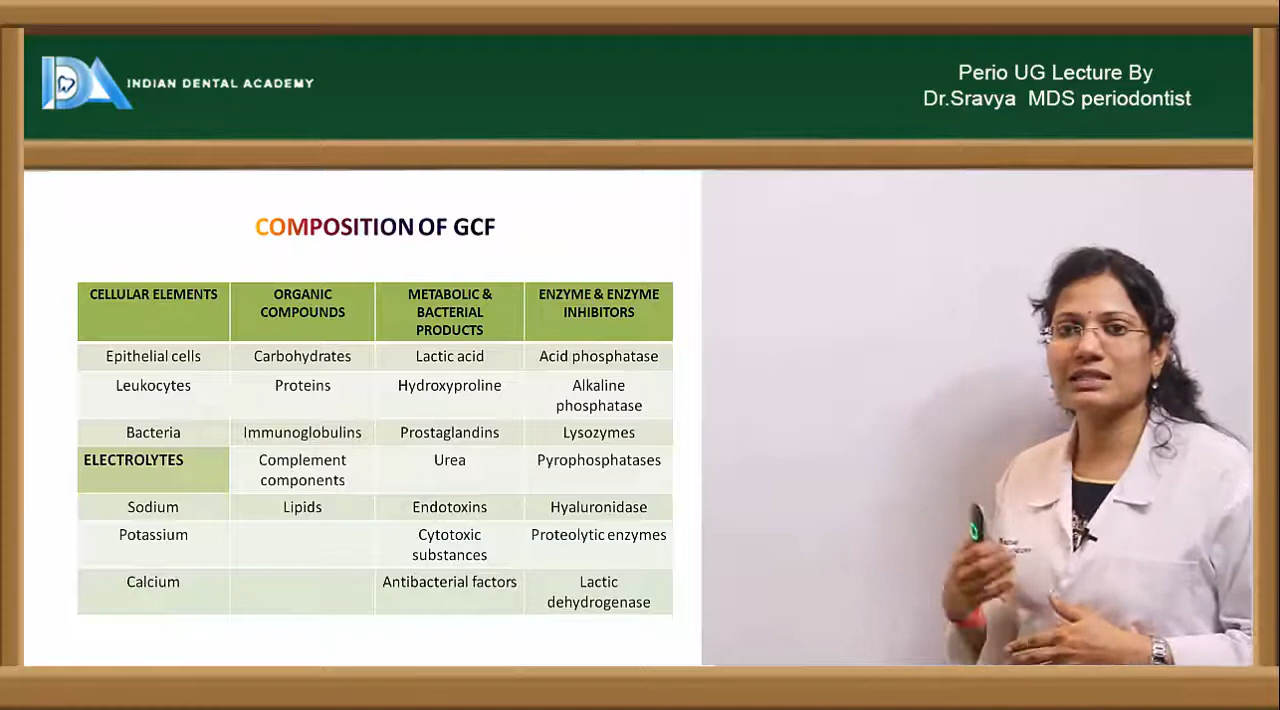 INDIAN DENTAL ACADEMY
Perio UG Lecture By
Dr.Sravya MDS periodontist
COMPOSITION OF GCF
CELLULAR ELEMENTS
ORGANIC
COMPOUNDS
METABOLIC &
BACTERIAL
PRODUCTS
ENZYME & ENZYME
INHIBITORS
Epithelial cells
Carbohydrates
Lactic acid
Acid phosphatase
Leukocytes
Proteins
Hydroxyproline
Alkaline
phosphatase
Bacteria
Immunoglobulins
Prostaglandins
Lysozymes
ELECTROLYTES
Complement
components
Urea
Pyrophosphatases
Sodium
Lipids
Endotoxins
Hyaluronidase
Potassium
Cytotoxic
substances
Proteolytic enzymes
Calcium
Antibacterial factors
Lactic
dehydrogenase